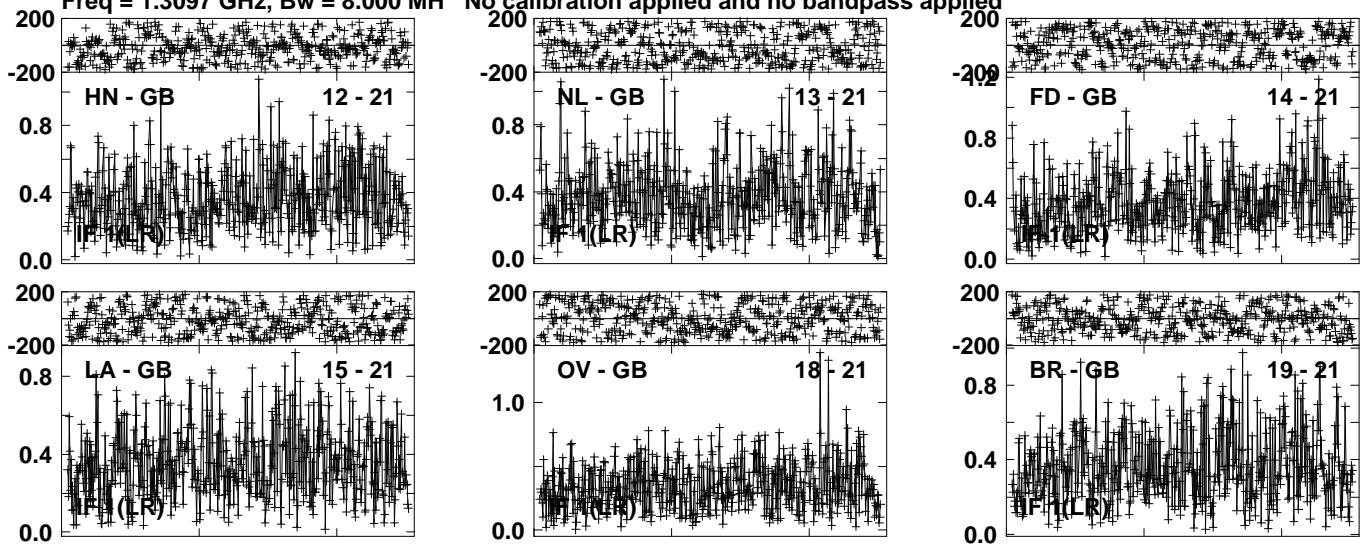 Freq = 1.3097 GHz, Bw = 8.000 MH No calibration applied and no bandpass applied
200 200 200
-200 -200 -200
1.2
HN - GB 12 - 21 NL - GB 13 - 21 FD - GB 14 - 21
0.8 0.8 0.8
0.4 0.4 0.4
IF 1(LR) IF 1(LR) IF 1(LR)
0.0 0.0 0.0
200 200 200
-200 -200 -200
LA - GB 15 - 21 OV - GB 18 - 21 BR - GB 19 - 21
0.8 1.0 0.8
0.4 0.4
IF 1(LR) IF 1(LR) IF 1(LR)
0.0 0.0 0.0